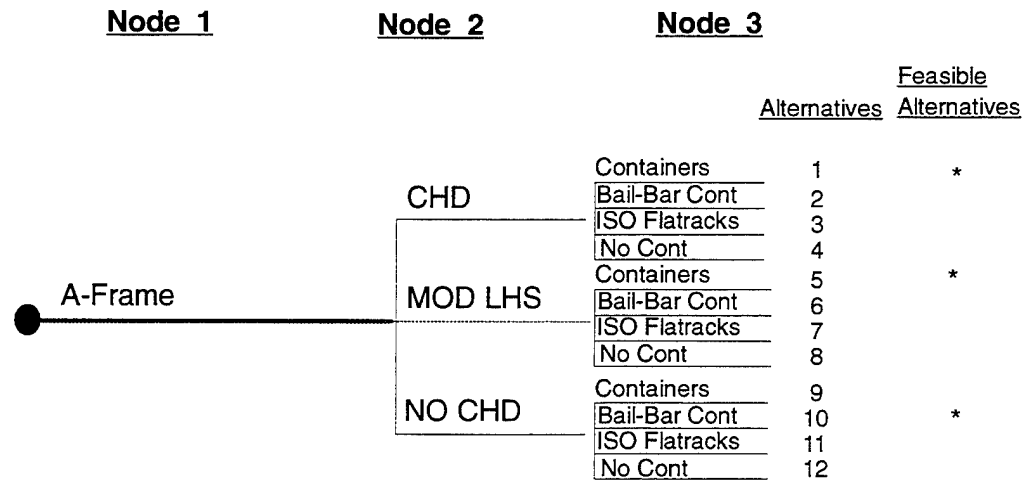 Node 1 Node 2 Node 3
Feasible
Alternatives Alternatives
Containers 1 *
CHD Bail-Bar Cont 2
ISO Flatracks 3
No Cont 4
Containers 5 *
A-Frame MOD LHS Bail-Bar Cont 6
ISO Flatracks 7
No Cont 8
Containers 9
NO CHD Bail-Bar Cont 10 *
ISO Flatracks 11
No Cont 12